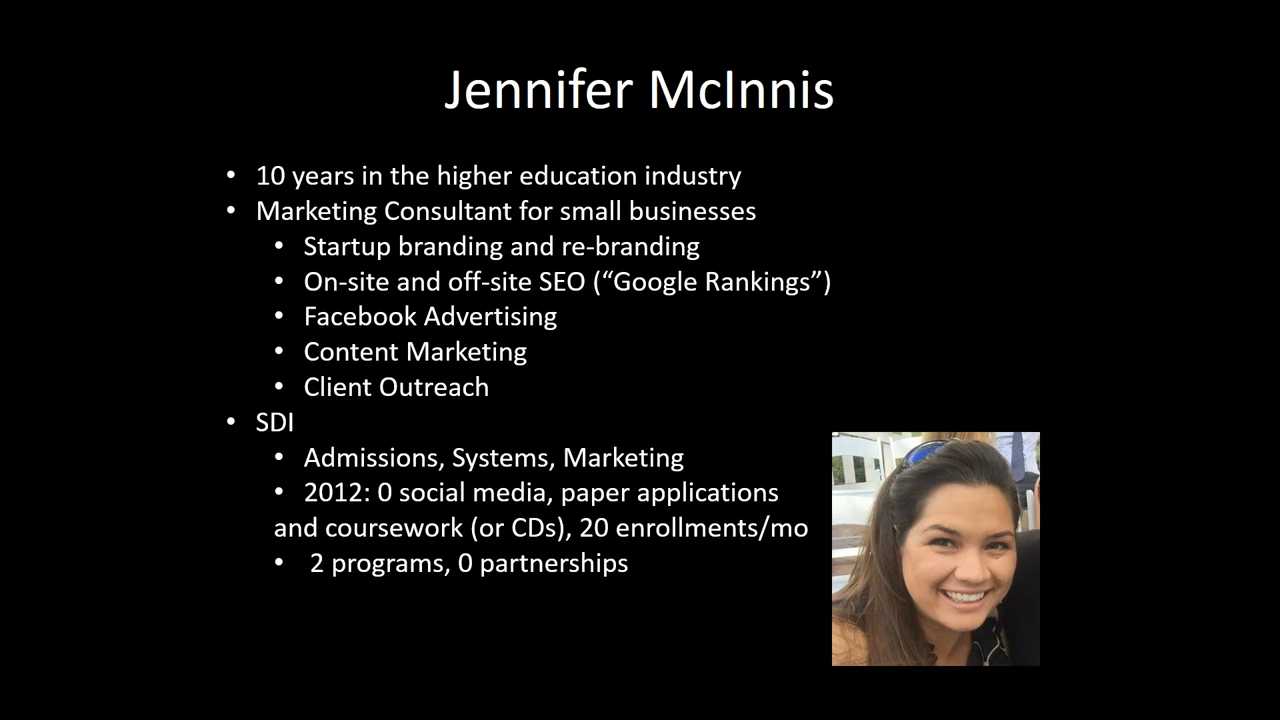 Jennifer McInnis
• 10 years in the higher education industry
• Marketing Consultant for small businesses
• Startup branding and re-branding
• On-site and off-site SEO (“Google Rankings”)
• Facebook Advertising
• Content Marketing
• Client Outreach
• SDI
• Admissions, Systems, Marketing
• 2012: 0 social media, paper applications
and coursework (or CDs), 20 enrollments/mo
• 2 programs, 0 partnerships